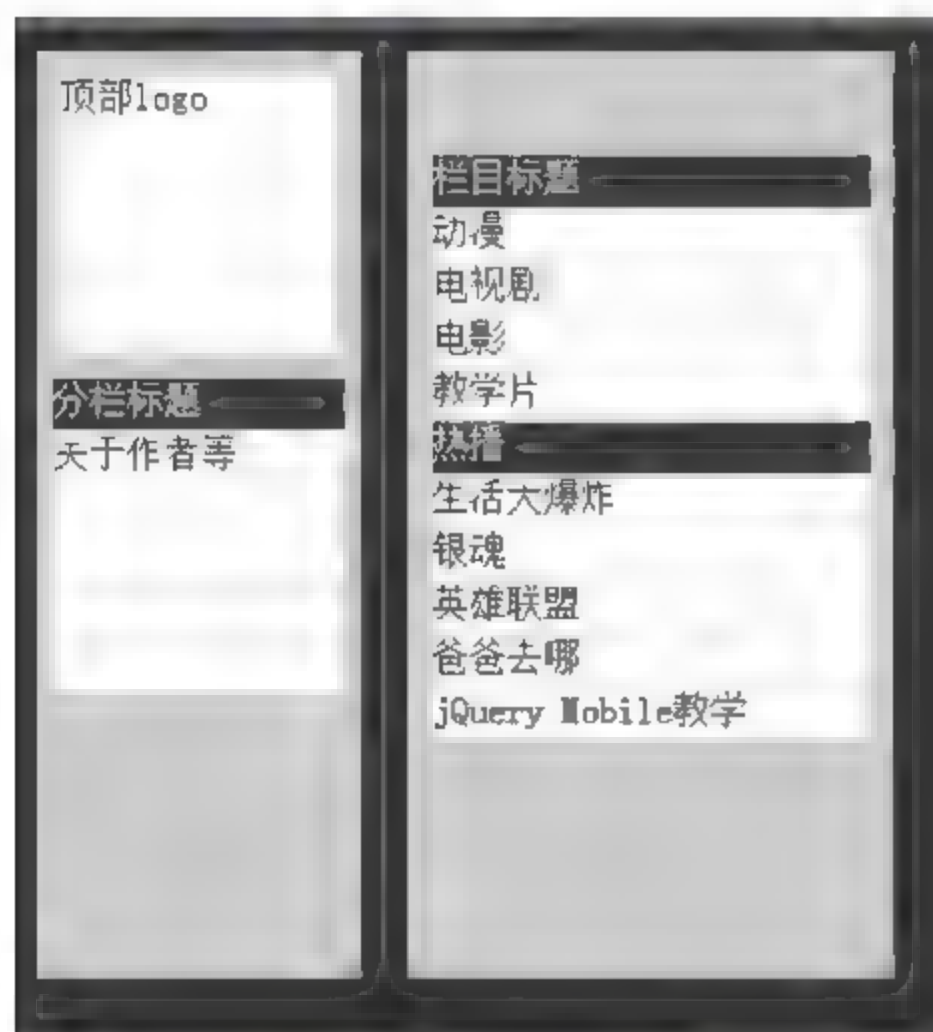 顶部logo
分栏标题
关于作者等
栏目标题
动漫
电视剧
电影
教学片
热播
生活大爆炸
银魂
英雄联盟
爸爸去哪
jQuery Mobile教学